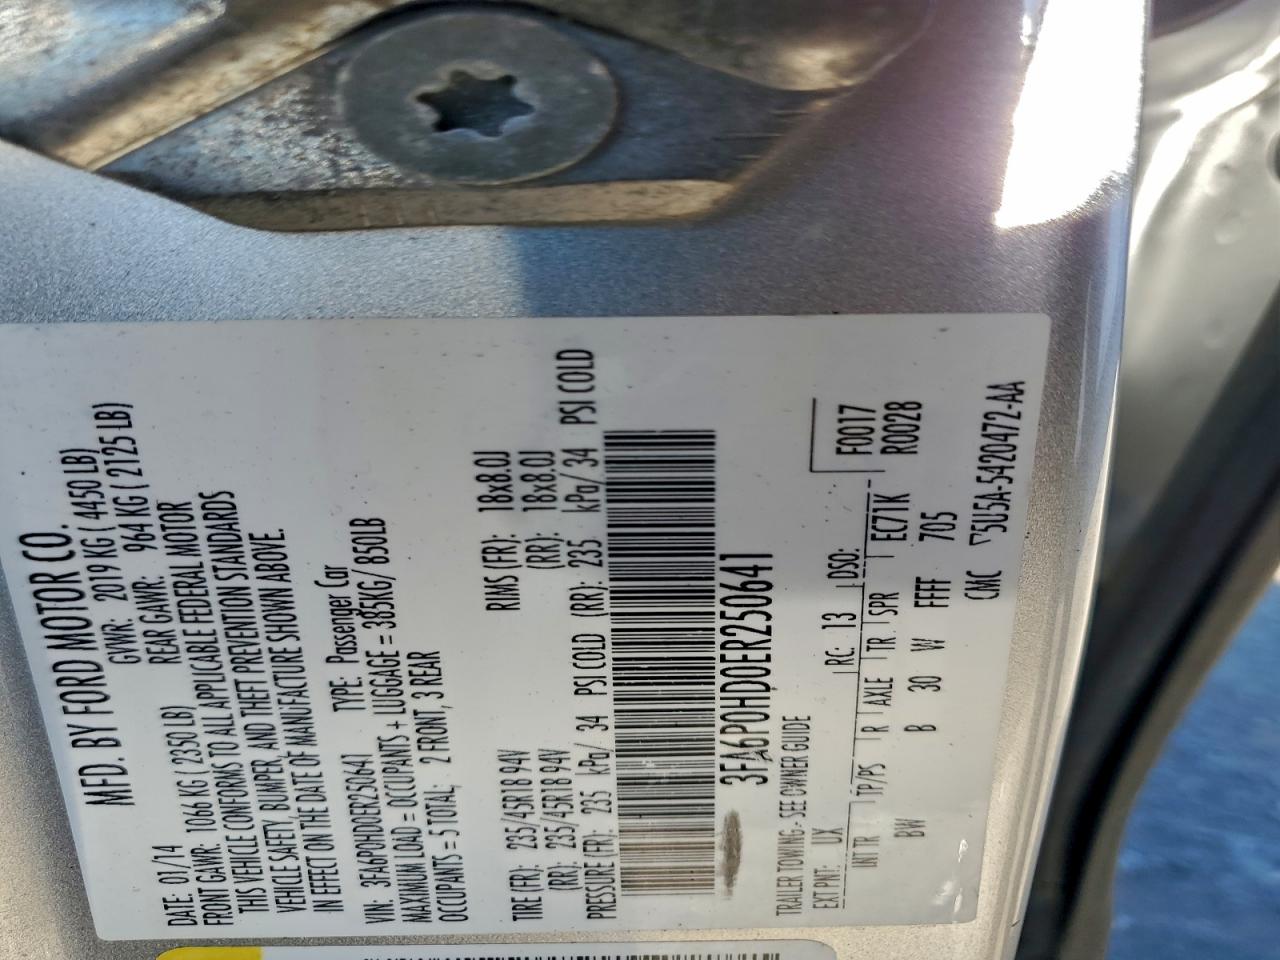 MFD. BY FORD MOTOR CO.
DATE: 01/14 GVWR: 2019 KG ( 4450 LB)
FRONT GAWR: 1066 KG ( 2350 LB) REAR GAWR: 964 KG ( 2125 LB)
THIS VEHICLE CONFORMS TO ALL APPLICABLE FEDERAL MOTOR
VEHICLE SAFETY, BUMPER, AND THEFT PREVENTION STANDARDS
IN EFFECT ON THE DATE OF MANUFACTURE SHOWN ABOVE.
VIN: 3FA6P0HD0ER250641 TYPE: Passenger Car
MAXIMUM LOAD = OCCUPANTS + LUGGAGE = 385KG/ 850LB
OCCUPANTS = 5 TOTAL, 2 FRONT, 3 REAR
TIRE (FR): 235/45R18 94V RIMS (FR): 18x8.0J
(RR): 235/45R18 94V (RR): 18x8.0J
PRESSURE (FR): 235 kPa/ 34 PSI COLD (RR): 235 kPa/ 34 PSI COLD
3FA6P0HD0ER250641
TRAILER TOWING- SEE OWNER GUIDE
EXT PNT: UX RC: 13 DSO: F0017
INT TR TP/PS R AXLE TR SPR EC71K R0028
BW B 30 W FFF 705
CMC 5U5A-5420472-AA